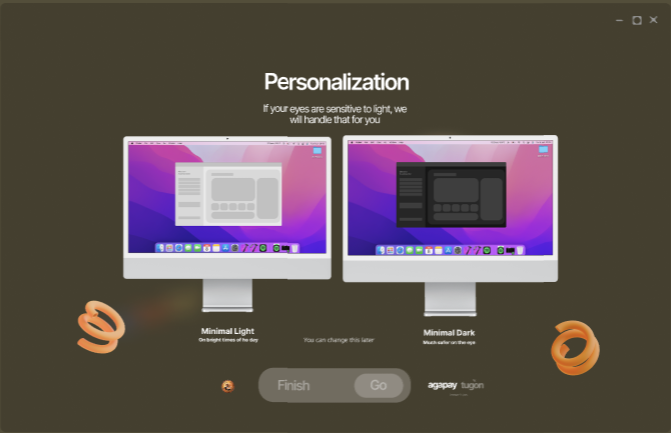 Personalization
If your eyes are sensitive to light, we
will handle that for you
Minimal Light
On bright times of he day
You can change this later
Minimal Dark
Much safer on the eye
Finish
Go
agapay tugon